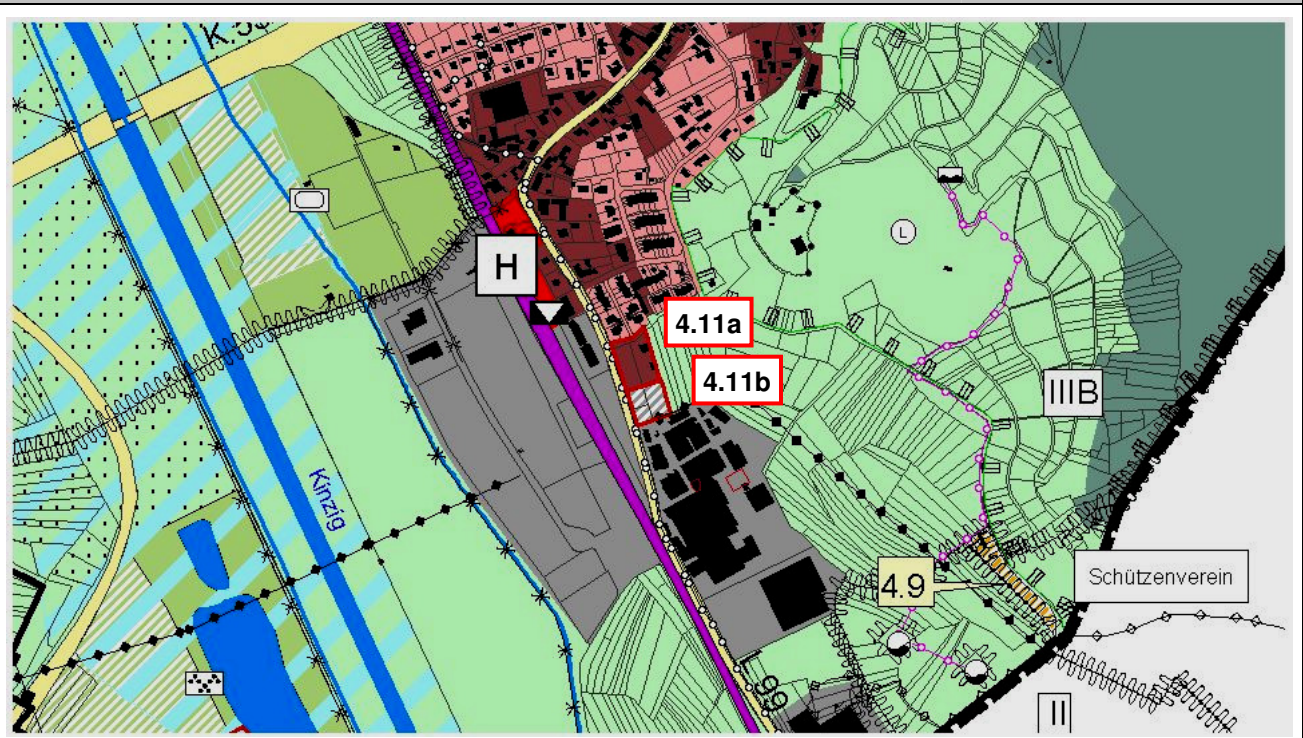 H
4.11a
4.11b
L
IIIB
Kinzig
4.9
Schützenverein
L 99
II